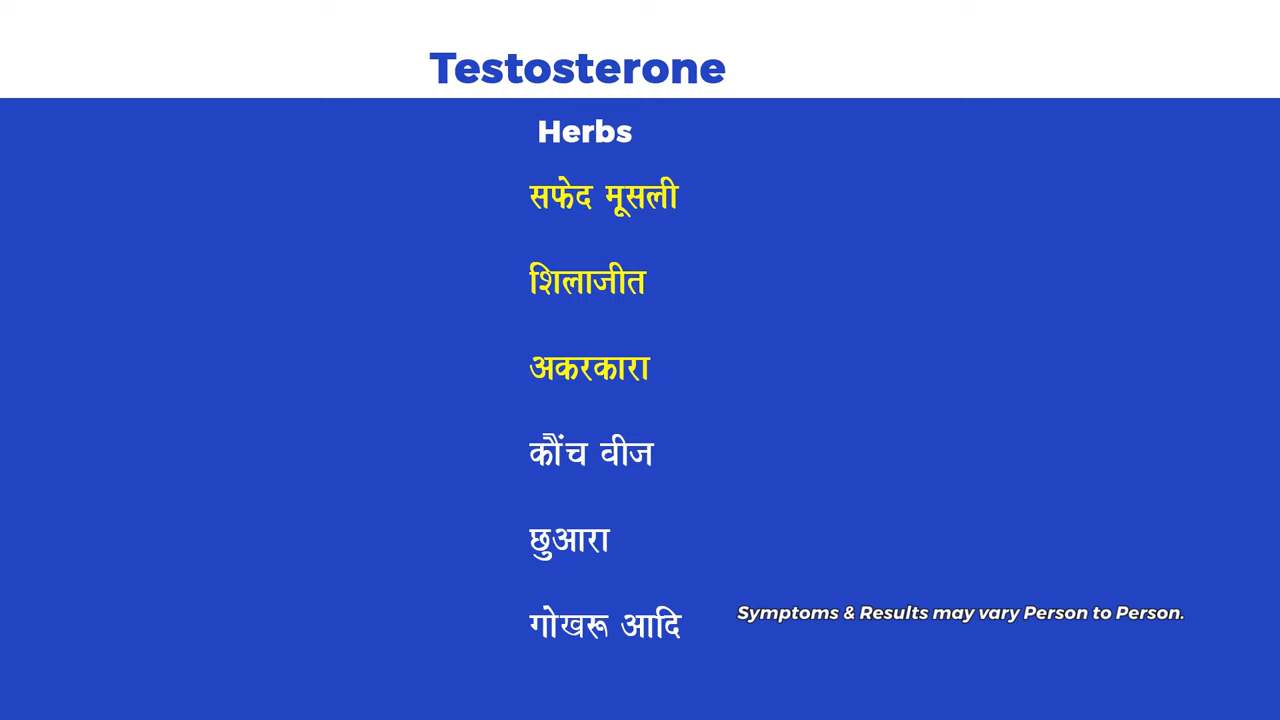 Testosterone
Herbs
सफेद मूसली
शिलाजीत
अकरकारा
कौंच वीज
छुआरा
गोखरू आदि
Symptoms & Results may vary Person to Person.